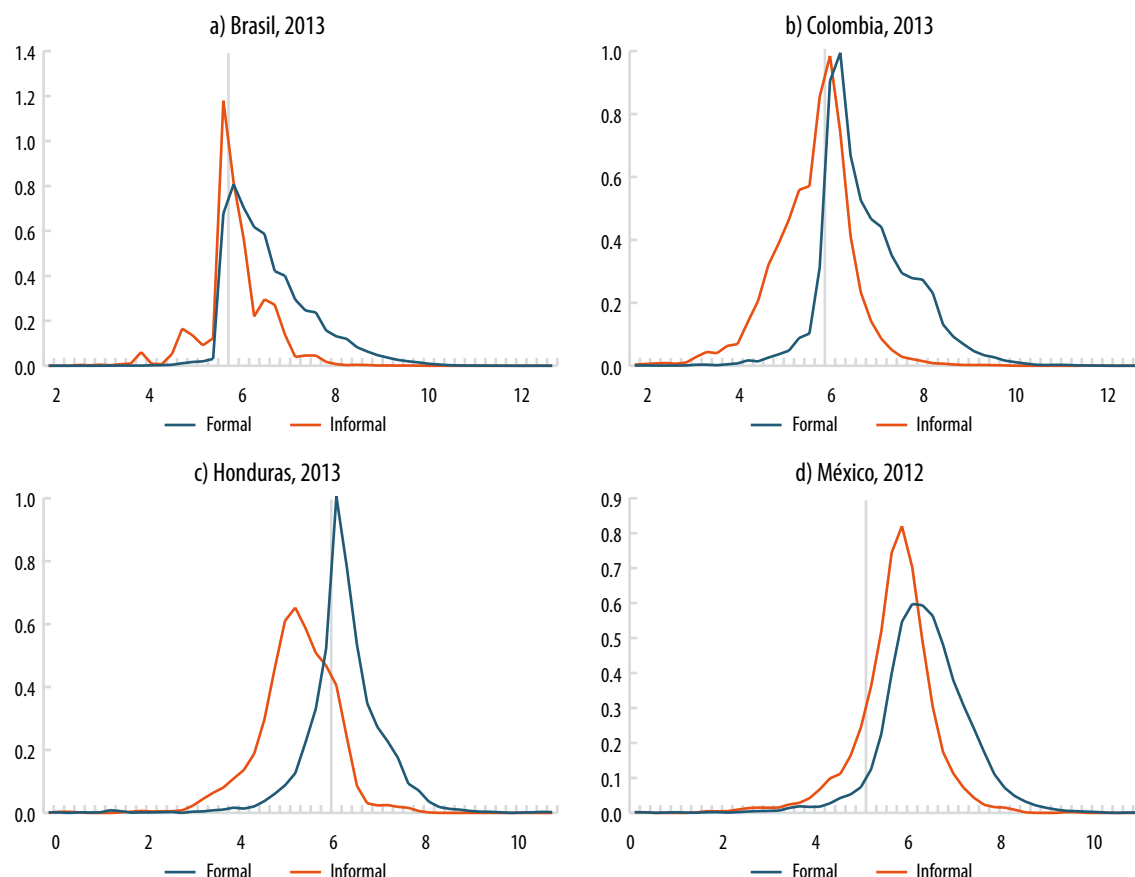 a) Brasil, 2013
1.4
1.2
1.0
0.8
0.6
0.4
0.2
0.0
2 4 6 8 10 12
Formal Informal
b) Colombia, 2013
1.0
0.8
0.6
0.4
0.2
0.0
2 4 6 8 10 12
Formal Informal
c) Honduras, 2013
1.0
0.8
0.6
0.4
0.2
0.0
0 2 4 6 8 10
Formal Informal
d) México, 2012
0.9
0.8
0.7
0.6
0.5
0.4
0.3
0.2
0.1
0.0
0 2 4 6 8 10
Formal Informal